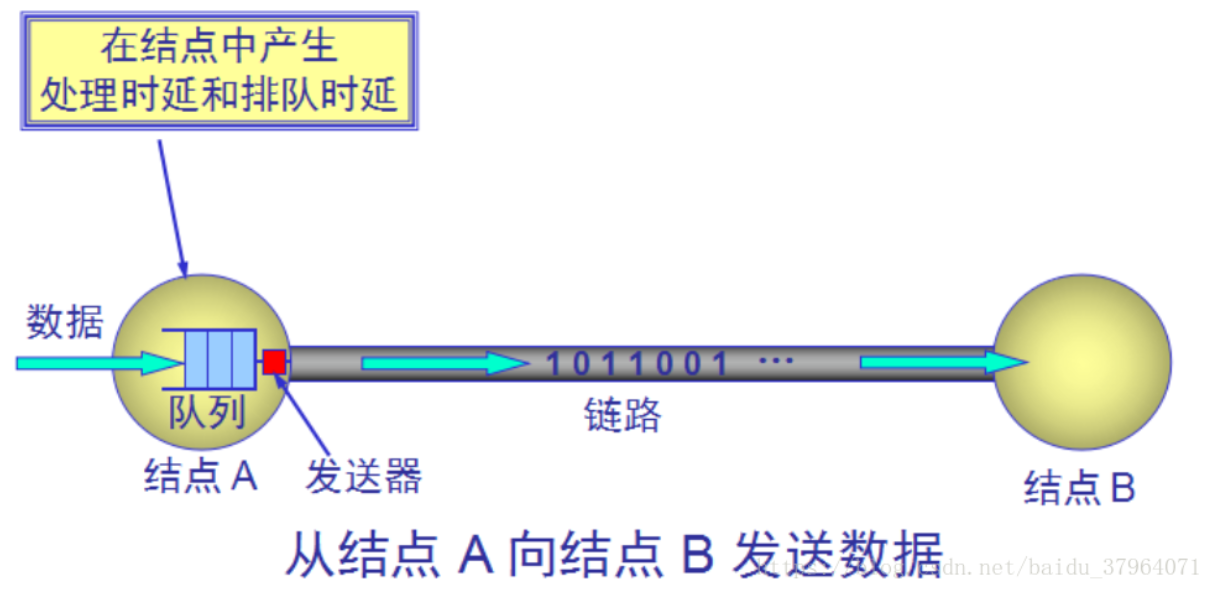 在结点中产生
处理时延和排队时延
数据
1 0 1 1 0 0 1 …
队列
链路
结点 A
发送器
结点 B
从结点 A 向结点 B 发送数据
https://blog.csdn.net/baidu_37964071